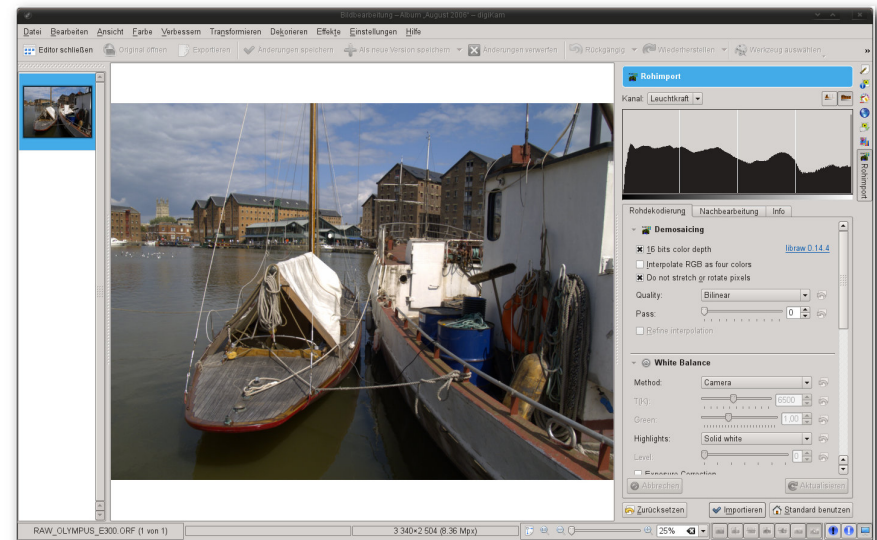 Bildbearbeitung – Album „August 2006“ – digiKam
Datei Bearbeiten Ansicht Farbe Verbessern Transformieren Dekorieren Effekte Einstellungen Hilfe
Editor schließen Original öffnen Exportieren Änderungen speichern Als neue Version speichern Änderungen verwerfen Rückgängig Wiederherstellen Werkzeug auswählen »
Rohimport
Kanal: Leuchtkraft
Rohimport
Rohdekodierung Nachbearbeitung Info
Demosaicing
16 bits color depth libraw 0.14.4
Interpolate RGB as four colors
Do not stretch or rotate pixels
Quality: Bilinear
Pass: 0
Refine interpolation
White Balance
Method: Camera
T(K): 6500
Green: 1,00
Highlights: Solid white
Level: 0
Exposure Correction
Abbrechen Aktualisieren
Zurücksetzen Importieren Standard benutzen
RAW_OLYMPUS_E300.ORF (1 von 1) 3 340×2 504 (8.36 Mpx) 25%